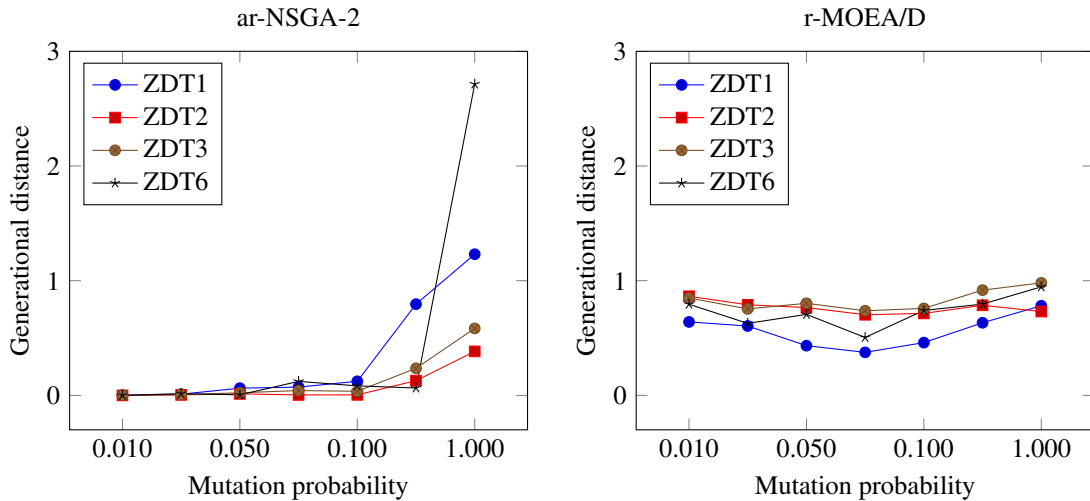 ar-NSGA-2
3
2
1
0
Generational distance
ZDT1
ZDT2
ZDT3
ZDT6
0.010 0.050 0.100 1.000
Mutation probability
r-MOEA/D
3
2
1
0
Generational distance
ZDT1
ZDT2
ZDT3
ZDT6
0.010 0.050 0.100 1.000
Mutation probability